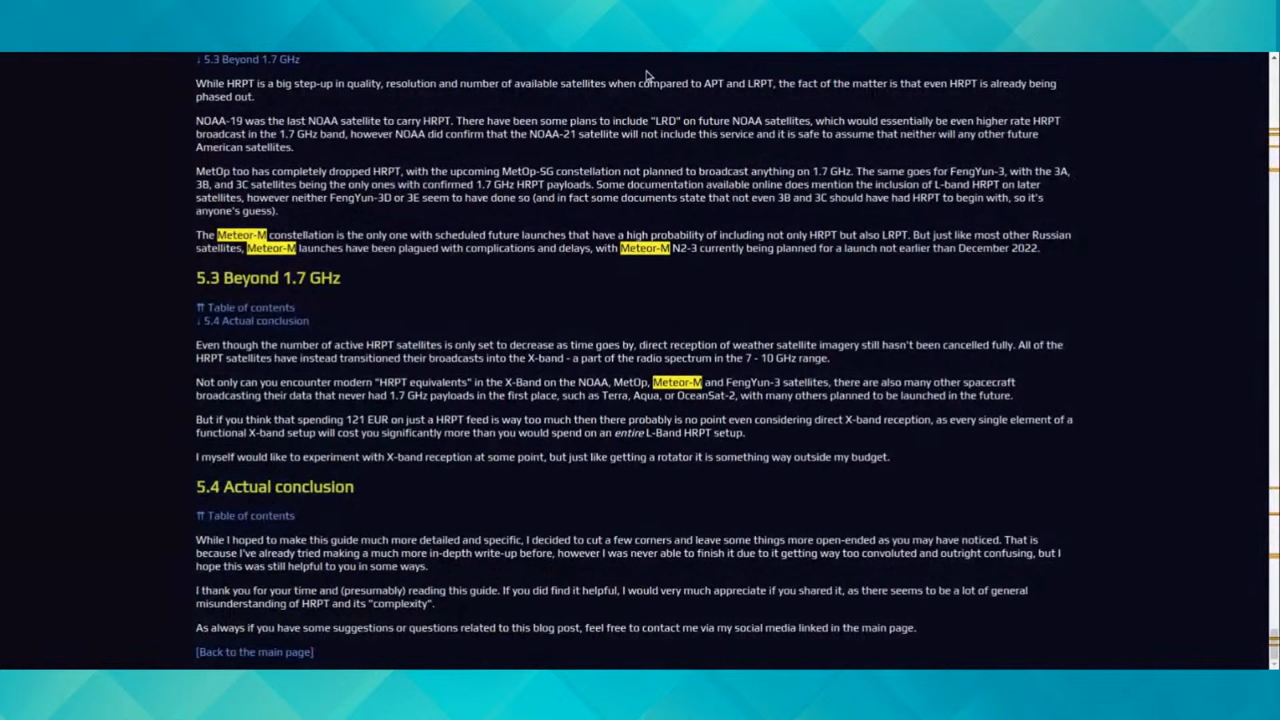 ↓ 5.3 Beyond 1.7 GHz
While HRPT is a big step-up in quality, resolution and number of available satellites when compared to APT and LRPT, the fact of the matter is that even HRPT is already being
phased out.
NOAA-19 was the last NOAA satellite to carry HRPT. There have been some plans to include "LRD" on future NOAA satellites, which would essentially be even higher rate HRPT
broadcast in the 1.7 GHz band, however NOAA did confirm that the NOAA-21 satellite will not include this service and it is safe to assume that neither will any other future
American satellites.
MetOp too has completely dropped HRPT, with the upcoming MetOp-SG constellation not planned to broadcast anything on 1.7 GHz. The same goes for FengYun-3, with the 3A,
3B, and 3C satellites being the only ones with confirmed 1.7 GHz HRPT payloads. Some documentation available online does mention the inclusion of L-band HRPT on later
satellites, however neither FengYun-3D or 3E seem to have done so (and in fact some documents state that not even 3B and 3C should have had HRPT to begin with, so it's
anyone's guess).
The Meteor-M constellation is the only one with scheduled future launches that have a high probability of including not only HRPT but also LRPT. But just like most other Russian
satellites, Meteor-M launches have been plagued with complications and delays, with Meteor-M N2-3 currently being planned for a launch not earlier than December 2022.
5.3 Beyond 1.7 GHz
⇈ Table of contents
↓ 5.4 Actual conclusion
Even though the number of active HRPT satellites is only set to decrease as time goes by, direct reception of weather satellite imagery still hasn't been cancelled fully. All of the
HRPT satellites have instead transitioned their broadcasts into the X-band - a part of the radio spectrum in the 7 - 10 GHz range.
Not only can you encounter modern "HRPT equivalents" in the X-Band on the NOAA, MetOp, Meteor-M and FengYun-3 satellites, there are also many other spacecraft
broadcasting their data that never had 1.7 GHz payloads in the first place, such as Terra, Aqua, or OceanSat-2, with many others planned to be launched in the future.
But if you think that spending 121 EUR on just a HRPT feed is way too much then there probably is no point even considering direct X-band reception, as every single element of a
functional X-band setup will cost you significantly more than you would spend on an entire L-Band HRPT setup.
I myself would like to experiment with X-band reception at some point, but just like getting a rotator it is something way outside my budget.
5.4 Actual conclusion
⇈ Table of contents
While I hoped to make this guide much more detailed and specific, I decided to cut a few corners and leave some things more open-ended as you may have noticed. That is
because I've already tried making a much more in-depth write-up before, however I was never able to finish it due to it getting way too convoluted and outright confusing, but I
hope this was still helpful to you in some ways.
I thank you for your time and (presumably) reading this guide. If you did find it helpful, I would very much appreciate if you shared it, as there seems to be a lot of general
misunderstanding of HRPT and its "complexity".
As always if you have some suggestions or questions related to this blog post, feel free to contact me via my social media linked in the main page.
[Back to the main page]